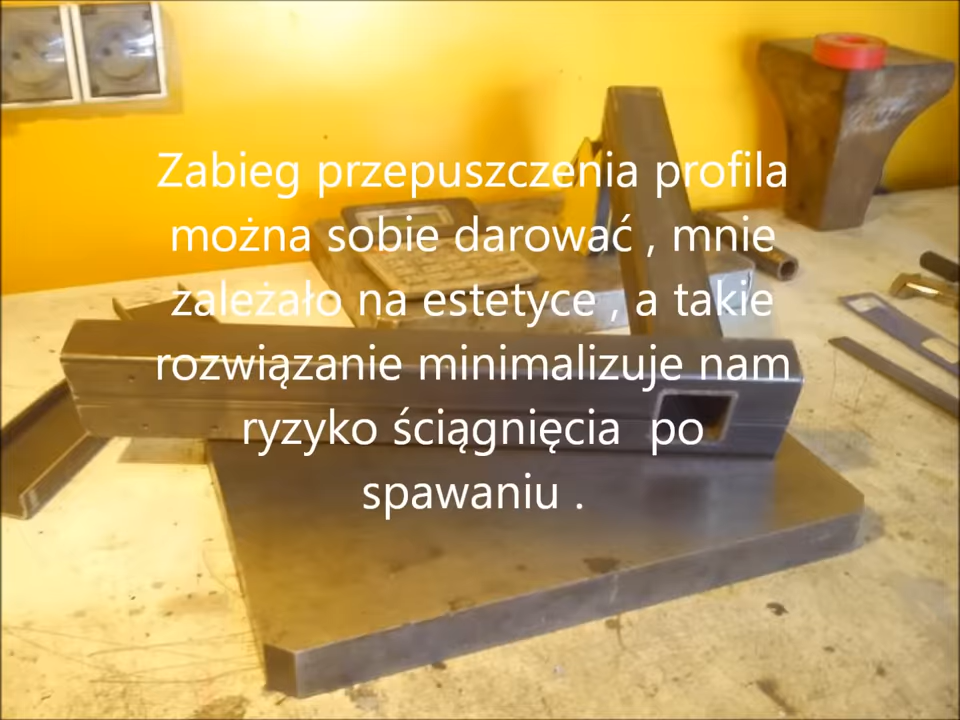 Zabieg przepuszczenia profila
można sobie darować , mnie
zależało na estetyce , a takie
rozwiązanie minimalizuje nam
ryzyko ściągnięcia  po
spawaniu .